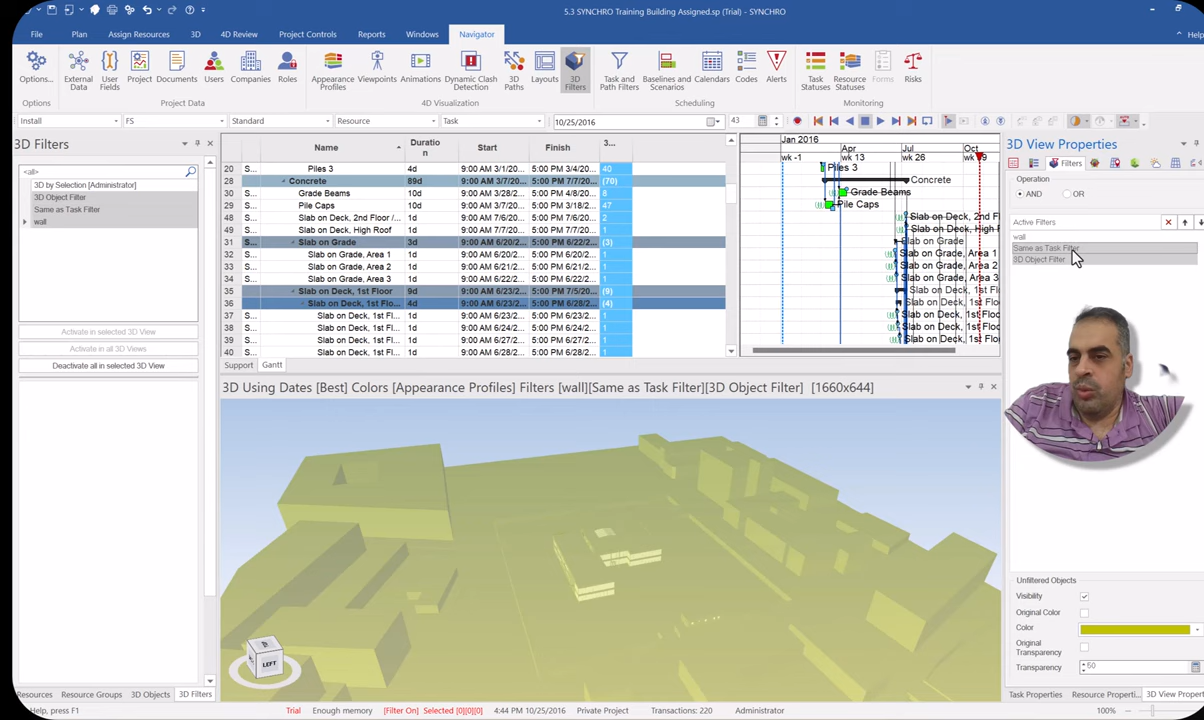 5.3 SYNCHRO Training Building Assigned.sp (Trial) - SYNCHRO
File Plan Assign Resources 3D 4D Review Project Controls Reports Windows Navigator Help
Options... External Data User Fields Project Documents Users Companies Roles Appearance Profiles Viewpoints Animations Dynamic Clash Detection 3D Paths Layouts 3D Filters Task and Path Filters Baselines and Scenarios Calendars Codes Alerts Task Statuses Resource Statuses Forms Risks
Options Project Data 4D Visualization Scheduling Monitoring
Install FS Standard Resource Task 10/25/2016 43
3D Filters
<all>
3D by Selection [Administrator]
3D Object Filter
Same as Task Filter
wall
Activate in selected 3D View
Activate in all 3D Views
Deactivate all in selected 3D View
Name Duratio n Start Finish 3...
20 S... Piles 3 4d 9:00 AM 3/1/20... 5:00 PM 3/4/20... 40
28 Concrete 89d 9:00 AM 3/7/20... 5:00 PM 7/7/20... (70)
30 S... Grade Beams 4d 9:00 AM 3/28/2... 5:00 PM 4/8/20... 8
29 S... Pile Caps 47d 9:00 AM 3/7/20... 5:00 PM 3/22/2... 47
48 S... Slab on Deck, 2nd Floor /... 1d 9:00 AM 7/6/20... 5:00 PM 7/6/20... 2
49 S... Slab on Deck, High Roof 1d 9:00 AM 7/7/20... 5:00 PM 7/7/20... 1
31 S... Slab on Grade 3d 9:00 AM 6/20/2... 5:00 PM 6/22/2... (3)
32 S... Slab on Grade, Area 1 1d 9:00 AM 6/20/2... 5:00 PM 6/20/2... 1
33 S... Slab on Grade, Area 2 1d 9:00 AM 6/21/2... 5:00 PM 6/21/2... 1
34 S... Slab on Grade, Area 3 1d 9:00 AM 6/22/2... 5:00 PM 6/22/2... 1
35 Slab on Deck, 1st Floor 9d 9:00 AM 6/23/2... 5:00 PM 7/5/20... (9)
36 Slab on Deck, 1st Flo... 4d 9:00 AM 6/23/2... 5:00 PM 6/28/2... (4)
37 S... Slab on Deck, 1st Fl... 1d 9:00 AM 6/23/2... 5:00 PM 6/23/2... 1
38 S... Slab on Deck, 1st Fl... 1d 9:00 AM 6/24/2... 5:00 PM 6/24/2... 1
39 S... Slab on Deck, 1st Fl... 1d 9:00 AM 6/27/2... 5:00 PM 6/27/2... 1
40 S... Slab on Deck, 1st Fl... 1d 9:00 AM 6/28/2... 5:00 PM 6/28/2... 1
Support Gantt
Jan 2016
Apr Jul Oct
wk -1 wk 13 wk 26
Piles 3
Concrete
Grade Beams
Pile Caps
Slab on Deck, 2nd F
Slab on Deck, High
Slab on Grade
Slab on Grade, Area 1
Slab on Grade, Area 2
Slab on Grade, Area 3
Slab on Deck, 1st Floo
Slab on Deck, 1st Flo
Slab on Deck, 1st Flo
Slab on Deck, 1st Flo
Slab on Deck, 1st Flo
Slab on Deck, 1st Flo
3D Using Dates [Best] Colors [Appearance Profiles] Filters [wall][Same as Task Filter][3D Object Filter] [1660x644]
LEFT
3D View Properties
Filters
Operation
AND OR
Active Filters
wall
Same as Task Filter
3D Object Filter
Unfiltered Objects
Visibility
Original Color
Color
Original Transparency
Transparency 50
Resources Resource Groups 3D Objects 3D Filters
Task Properties Resource Properti... 3D View Proper
Help, press F1 Trial Enough memory [Filter On] Selected [0][0][0] 4:44 PM 10/25/2016 Private Project Transactions: 220 Administrator 100%